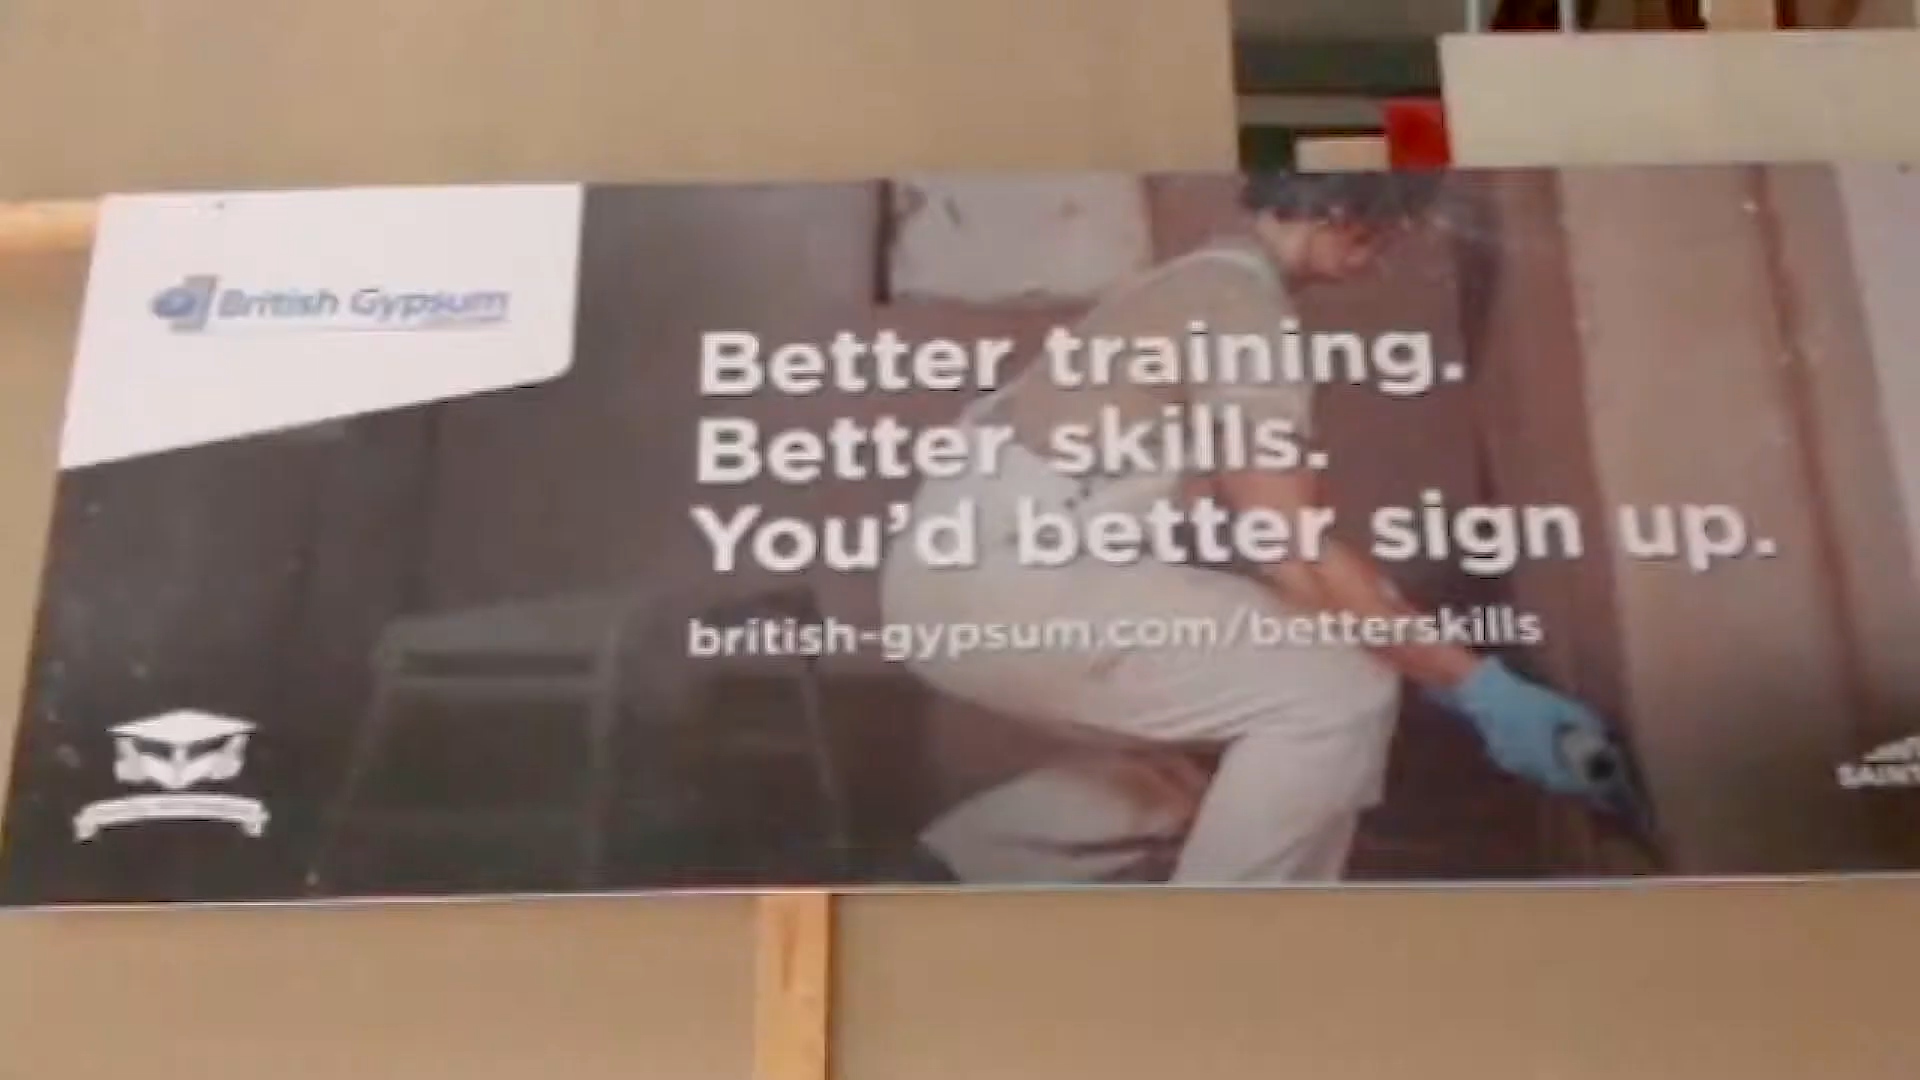 British Gypsum
Better training.
Better skills.
You'd better sign up.
british-gypsum.com/betterskills